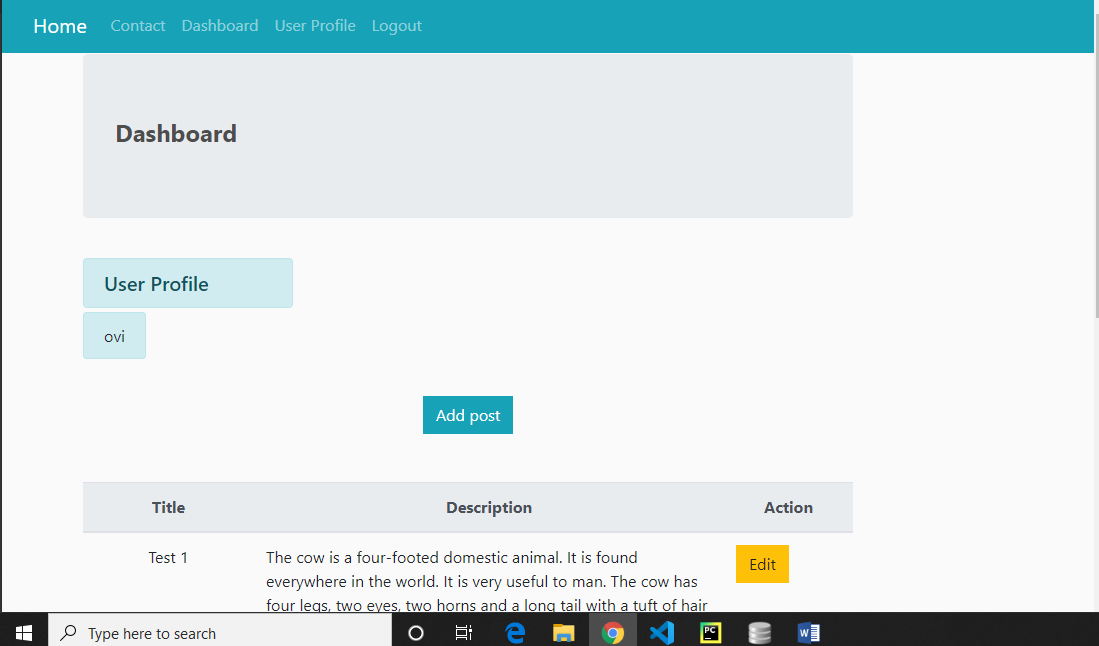 Home Contact Dashboard User Profile Logout
Dashboard
User Profile
ovi
Add post
Title Description Action
Test 1 The cow is a four-footed domestic animal. It is found Edit
everywhere in the world. It is very useful to man. The cow has
four legs, two eyes, two horns and a long tail with a tuft of hair
Type here to search
PC
W